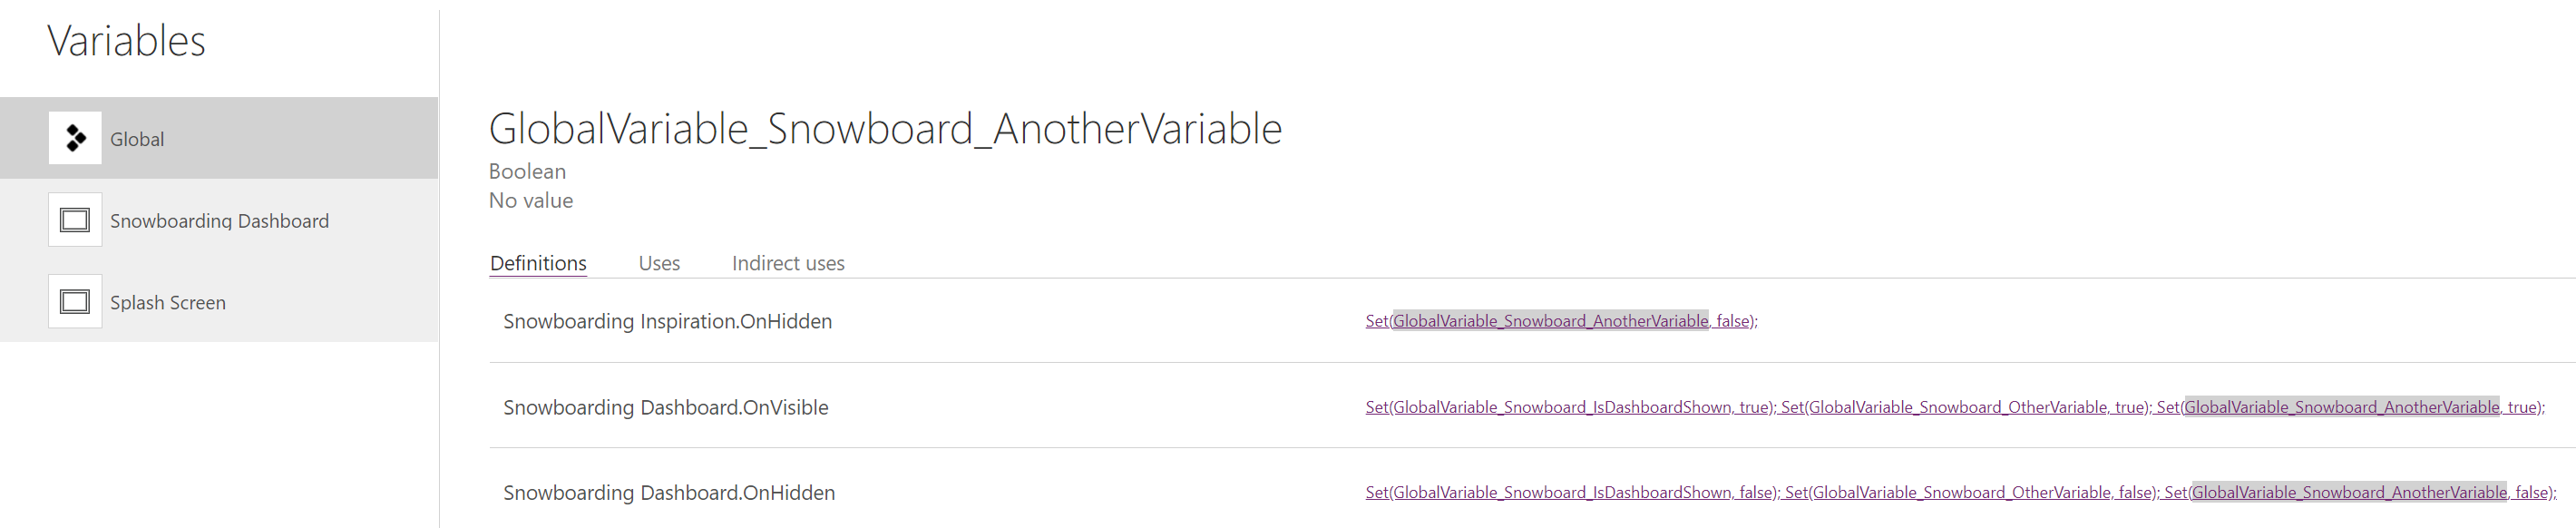 Variables
Global
Snowboarding Dashboard
Splash Screen
GlobalVariable_Snowboard_AnotherVariable
Boolean
No value
Definitions Uses Indirect uses
Snowboarding Inspiration.OnHidden Set(GlobalVariable_Snowboard_AnotherVariable, false);
Snowboarding Dashboard.OnVisible Set(GlobalVariable_Snowboard_IsDashboardShown, true); Set(GlobalVariable_Snowboard_OtherVariable, true); Set(GlobalVariable_Snowboard_AnotherVariable, true);
Snowboarding Dashboard.OnHidden Set(GlobalVariable_Snowboard_IsDashboardShown, false); Set(GlobalVariable_Snowboard_OtherVariable, false); Set(GlobalVariable_Snowboard_AnotherVariable, false);